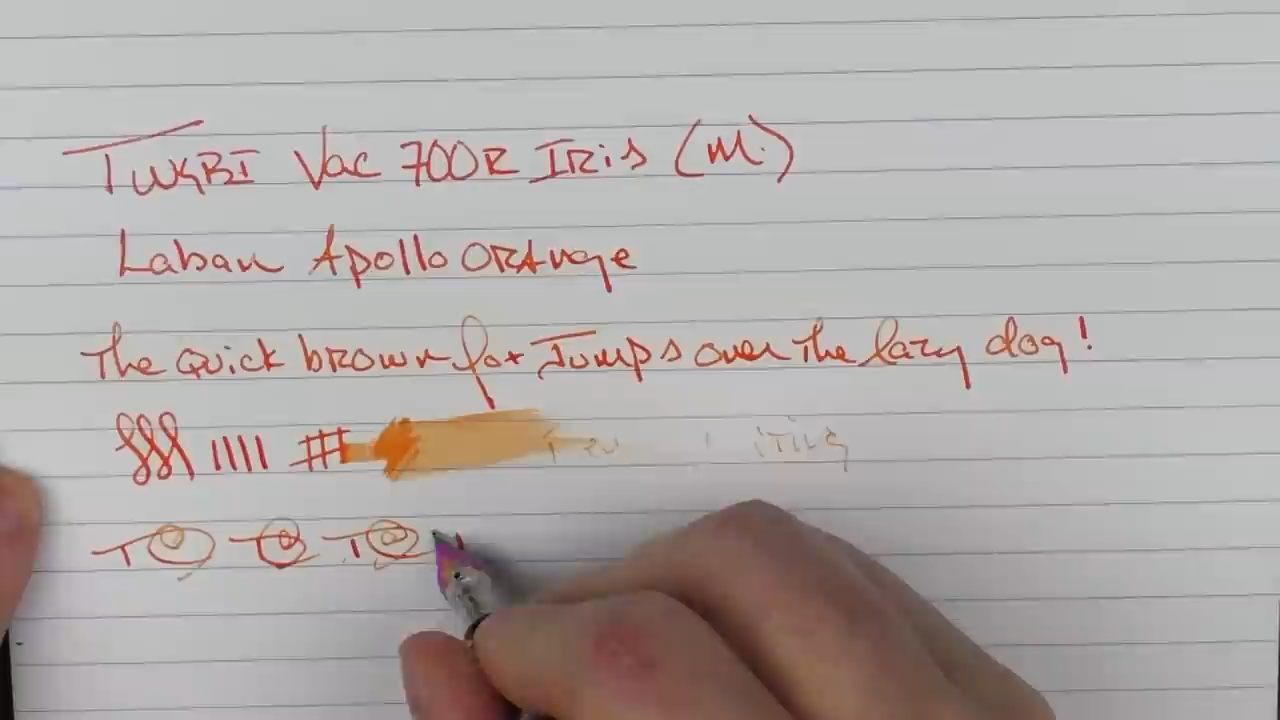 TWSBI Vac 700R IRis (M.)
Laban Apollo ORAnge
The Quick bROWN fox Jumps over The lazy dog!